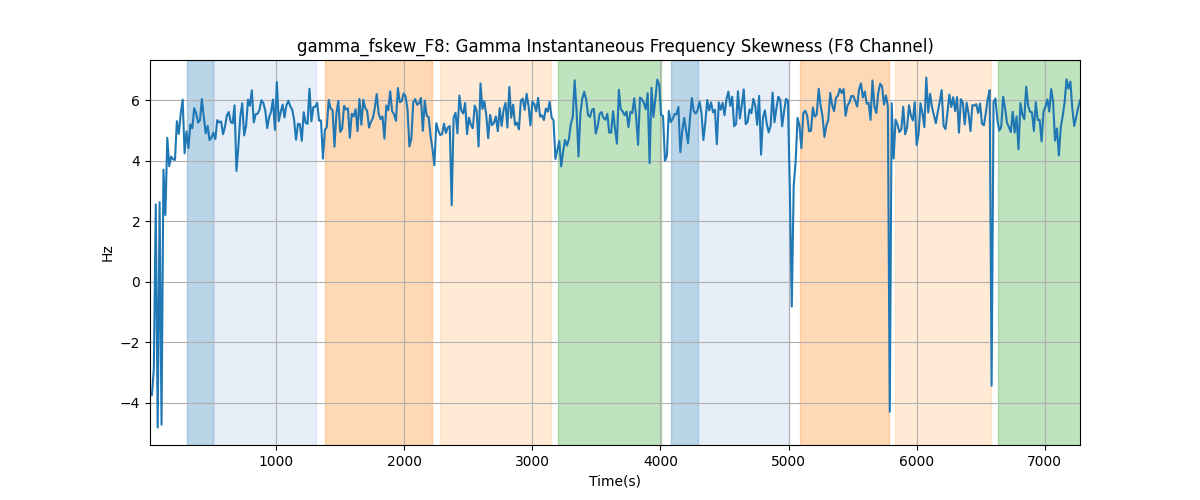 gamma_fskew_F8: Gamma Instantaneous Frequency Skewness (F8 Channel)
6
4
2
0
−2
−4
Hz
1000 2000 3000 4000 5000 6000 7000
Time(s)